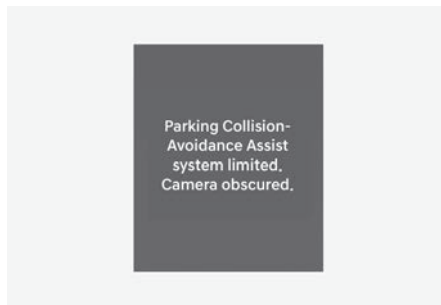 Parking Collision-
Avoidance Assist
system limited.
Camera obscured.